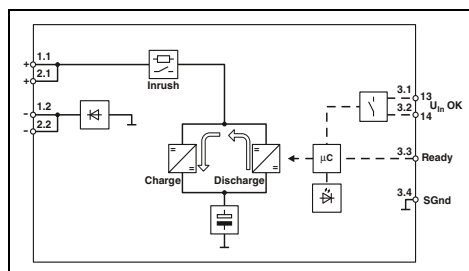 1.1
+
2.1
+
Inrush
1.2
-
2.2
-
Charge
Discharge
µC
3.1
13
U In OK
3.2
14
3.3
Ready
3.4
SGnd